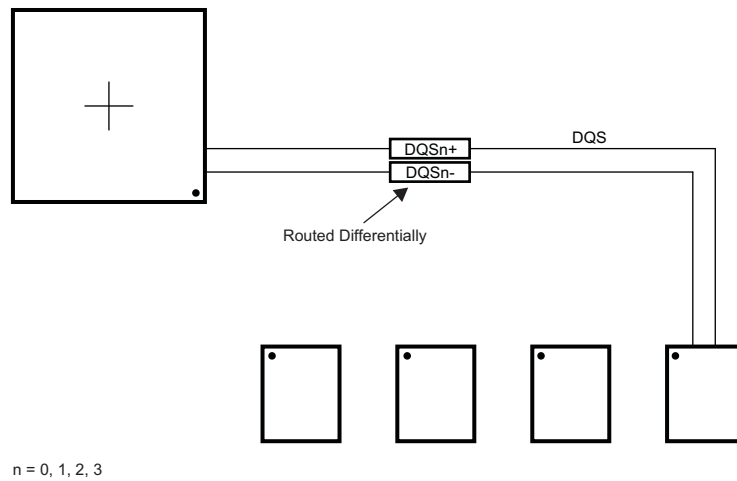 DQSn+
DQS
DQSn-
Routed Differentially
n = 0, 1, 2, 3